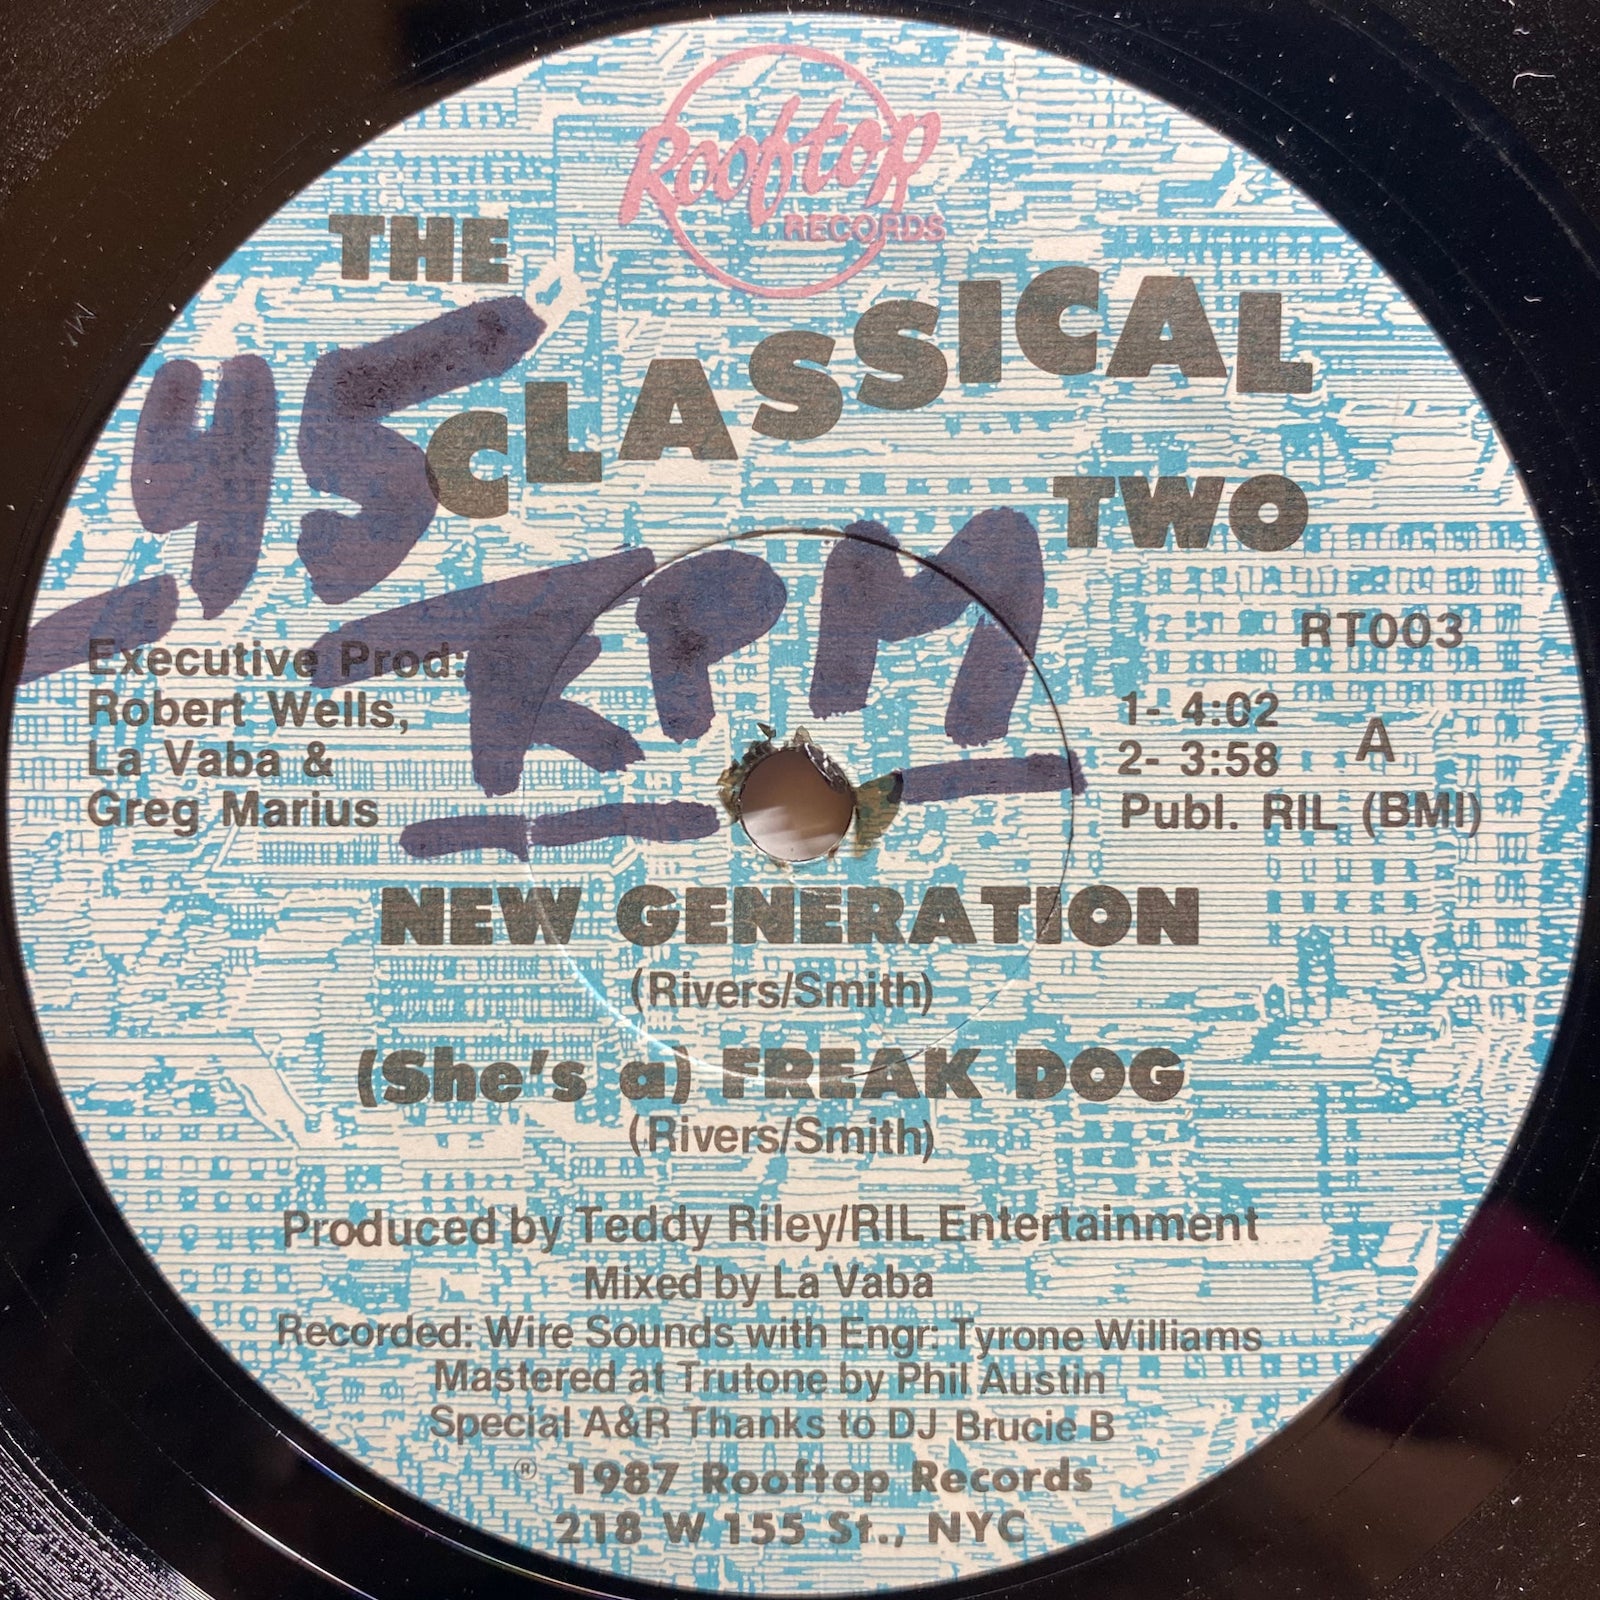 Rooftop
RECORDS
THE
CLASSICAL
TWO
45
RPM
Executive Prod:
Robert Wells,
La Vaba &
Greg Marius
RT003
1- 4:02
A
2- 3:58
Publ. RIL (BMI)
NEW GENERATION
(Rivers/Smith)
(She's a) FREAK DOG
(Rivers/Smith)
Produced by Teddy Riley/RIL Entertainment
Mixed by La Vaba
Recorded: Wire Sounds with Engr: Tyrone Williams
Mastered at Trutone by Phil Austin
Special A&R Thanks to DJ Brucie B
® 1987 Rooftop Records
218 W 155 St., NYC